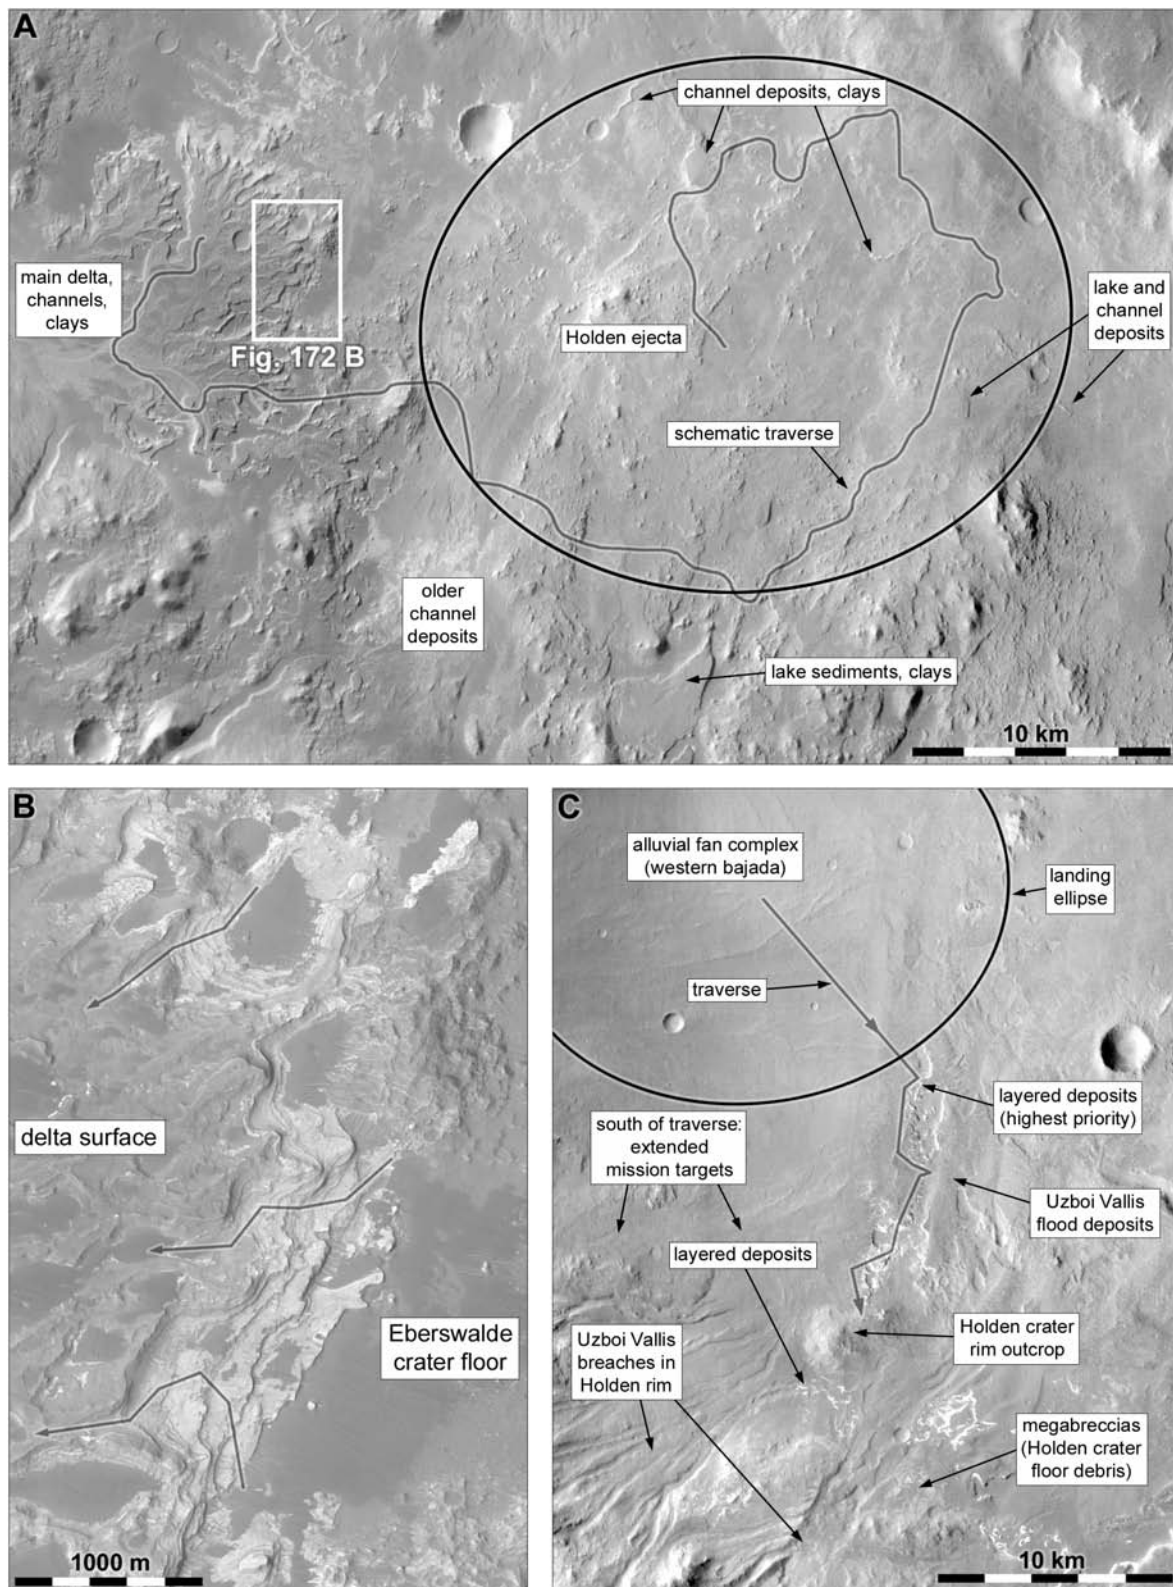 A
channel deposits, clays
main delta,
channels,
clays
Fig. 172 B
Holden ejecta
lake and
channel
deposits
schematic traverse
older
channel
deposits
lake sediments, clays
10 km
B
delta surface
Eberswalde
crater floor
1000 m
C
alluvial fan complex
(western bajada)
landing
ellipse
traverse
layered deposits
(highest priority)
south of traverse:
extended
mission targets
Uzboi Vallis
flood deposits
layered deposits
Uzboi Vallis
breaches in
Holden rim
Holden crater
rim outcrop
megabreccias
(Holden crater
floor debris)
10 km